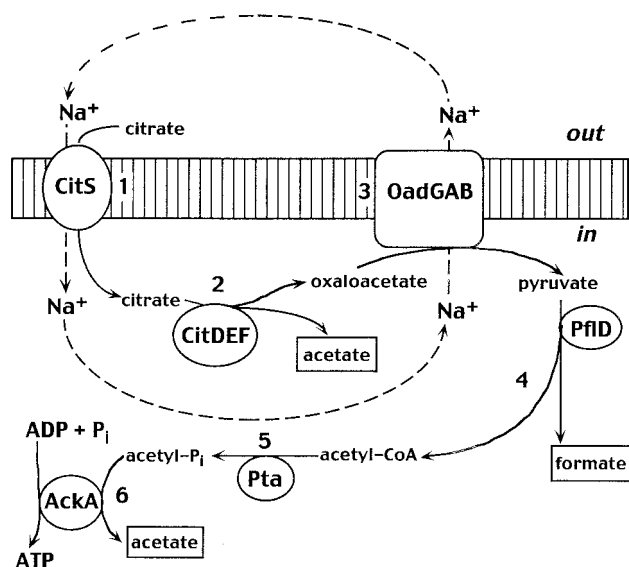 Na+ Na+
citrate out
CitS 1 3 OadGAB
in
2 oxaloacetate pyruvate
Na+ citrate Na+
CitDEF PflD
acetate
4
ADP + Pi
5
acetyl-Pi acetyl-CoA formate
Pta
AckA 6
acetate
ATP